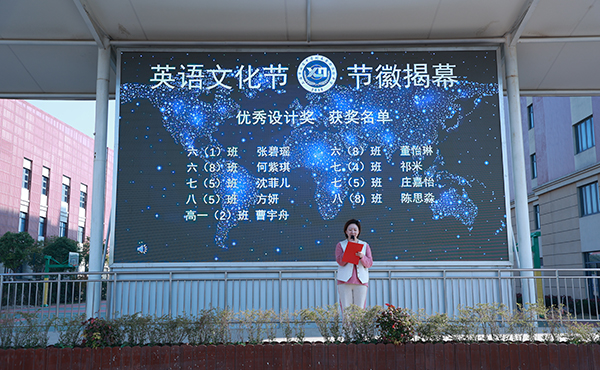 英语文化节 节徽揭幕
优秀设计奖 获奖名单
六（1）班 张碧瑶 六（8）班 童怡琳
六（8）班 何紫琪 七（4）班 祁米
七（5）班 沈菲儿 七（5）班 庄嘉怡
八（5）班 方妍 八（8）班 陈思淼
高一（2）班 曹宇舟